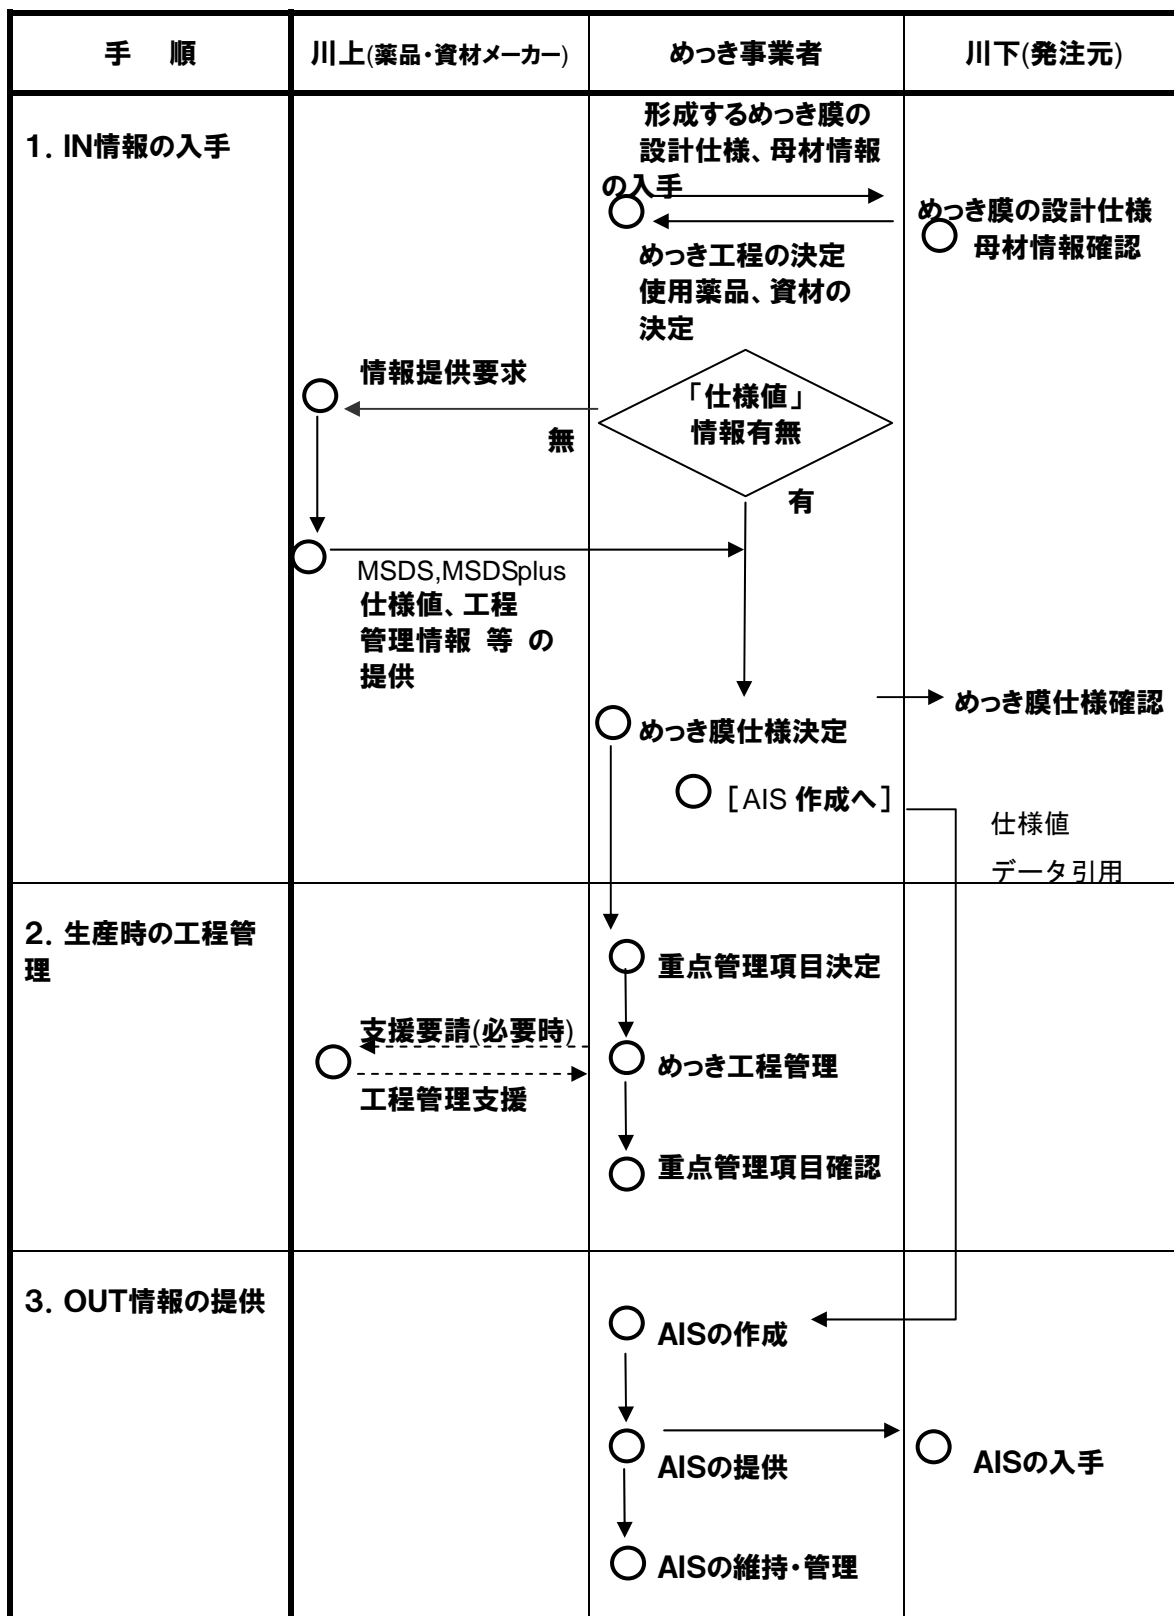 手 順
川上(薬品・資材メーカー)
めっき事業者
川下(発注元)
1. IN情報の入手
形成するめっき膜の
設計仕様、母材情報
の入手
めっき膜の設計仕様
母材情報確認
めっき工程の決定
使用薬品、資材の
決定
情報提供要求
「仕様値」
情報有無
無
有
MSDS,MSDSplus
仕様値、工程
管理情報 等 の
提供
めっき膜仕様確認
めっき膜仕様決定
[AIS 作成へ]
仕様値
データ引用
2. 生産時の工程管
理
重点管理項目決定
支援要請(必要時)
めっき工程管理
工程管理支援
重点管理項目確認
3. OUT情報の提供
AISの作成
AISの提供
AISの入手
AISの維持・管理